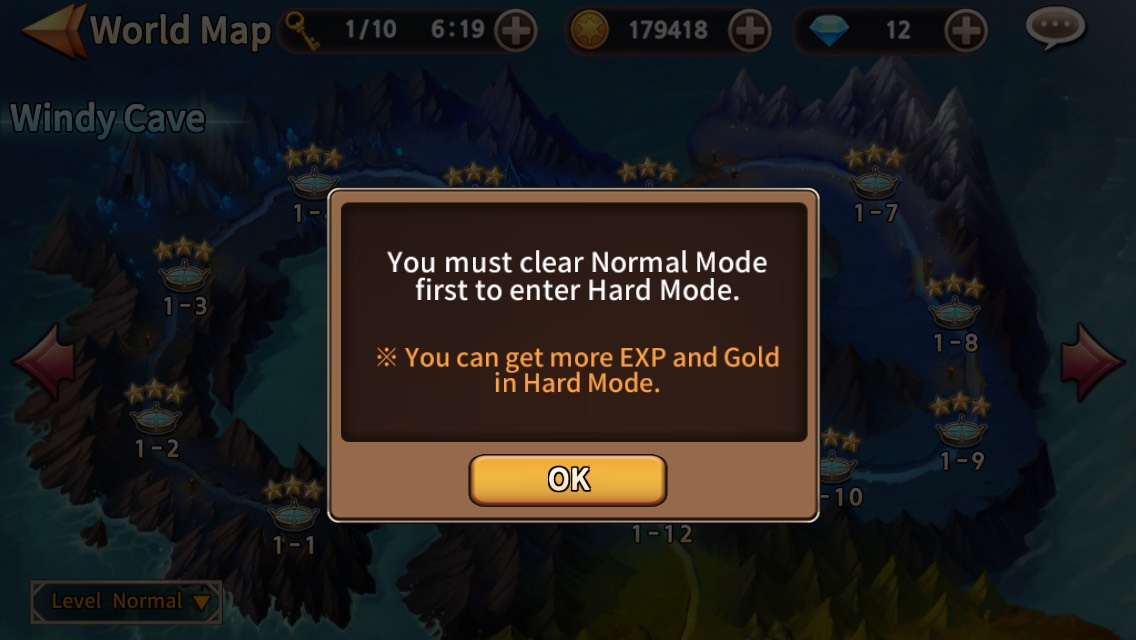 World Map
1/10
6:19
179418
12
Windy Cave
1-7
1-3
You must clear Normal Mode
first to enter Hard Mode.
1-8
※ You can get more EXP and Gold
in Hard Mode.
1-2
1-9
OK
-10
1-12
1-1
Level Normal ▼